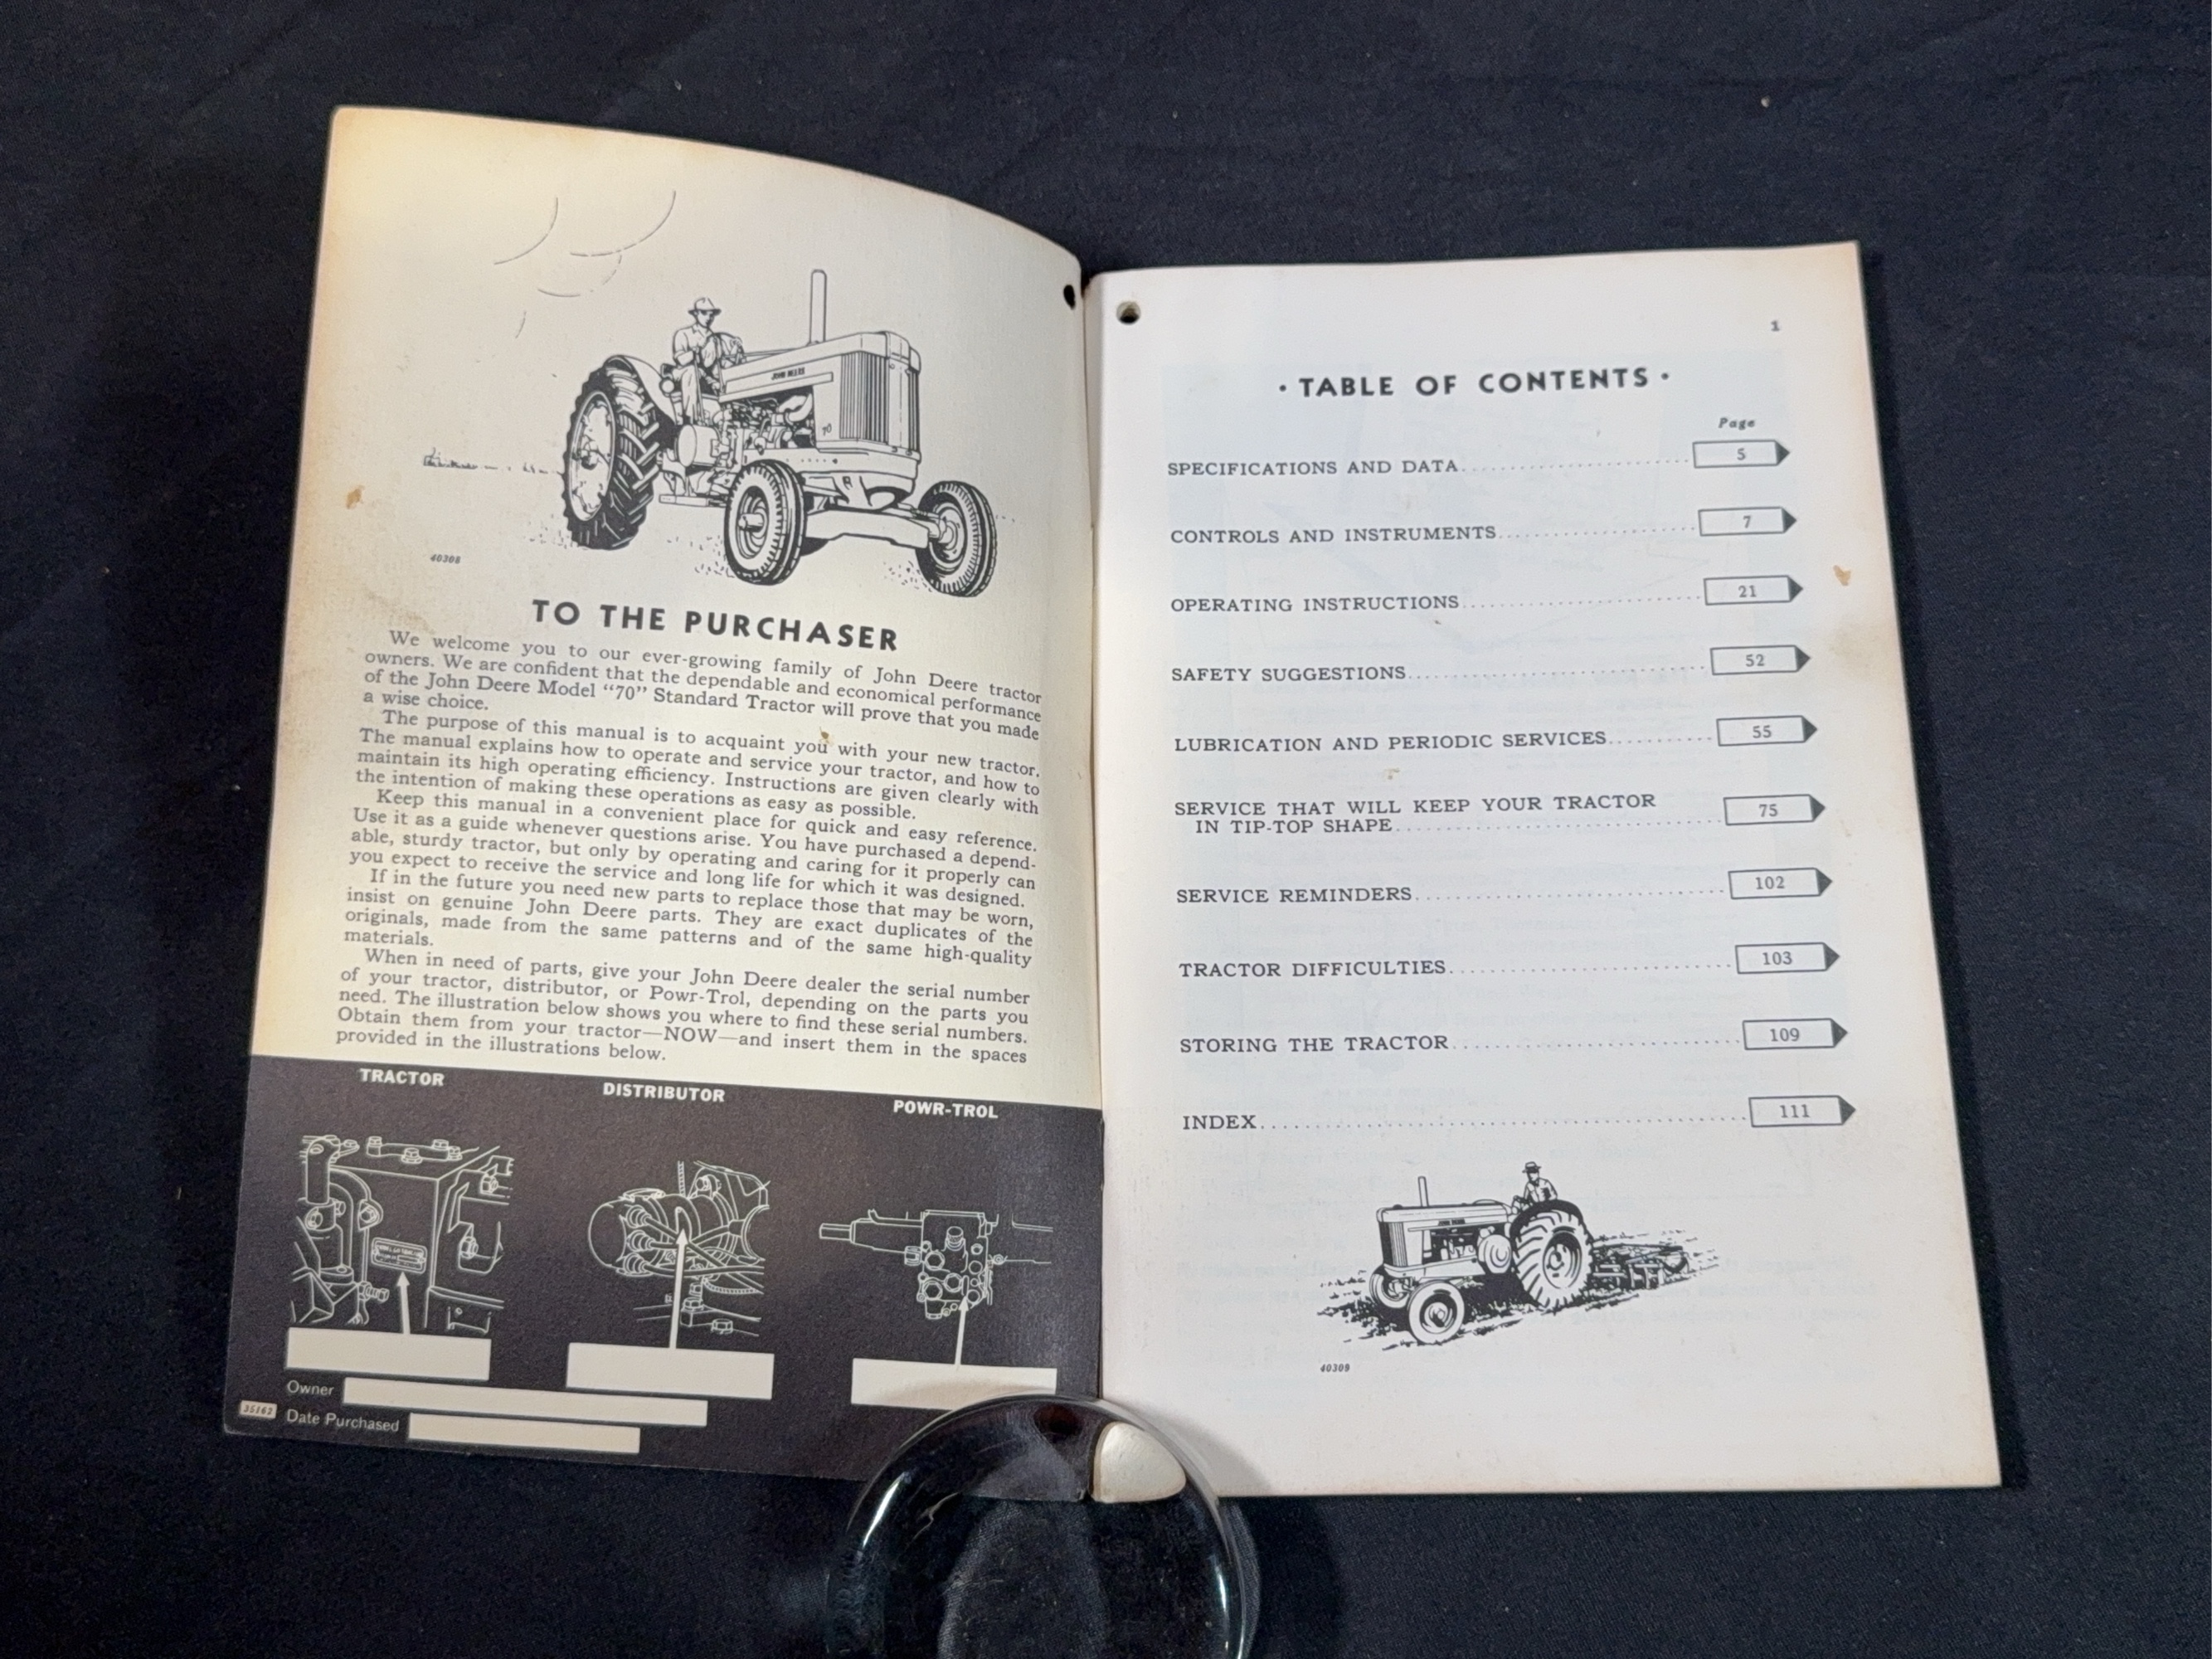 JOHN DEERE
70
40308
TO THE PURCHASER
We welcome you to our ever-growing family of John Deere tractor
owners. We are confident that the dependable and economical performance
of the John Deere Model “70” Standard Tractor will prove that you made
a wise choice.
The purpose of this manual is to acquaint you with your new tractor.
The manual explains how to operate and service your tractor, and how to
maintain its high operating efficiency. Instructions are given clearly with
the intention of making these operations as easy as possible.
Keep this manual in a convenient place for quick and easy reference.
Use it as a guide whenever questions arise. You have purchased a depend-
able, sturdy tractor, but only by operating and caring for it properly can
you expect to receive the service and long life for which it was designed.
If in the future you need new parts to replace those that may be worn,
insist on genuine John Deere parts. They are exact duplicates of the
originals, made from the same patterns and of the same high-quality
materials.
When in need of parts, give your John Deere dealer the serial number
of your tractor, distributor, or Powr-Trol, depending on the parts you
need. The illustration below shows you where to find these serial numbers.
Obtain them from your tractor—NOW—and insert them in the spaces
provided in the illustrations below.
TRACTOR
DISTRIBUTOR
POWR-TROL
Owner
Date Purchased
35162
1
• TABLE OF CONTENTS •
Page
SPECIFICATIONS AND DATA 5
CONTROLS AND INSTRUMENTS 7
OPERATING INSTRUCTIONS 21
SAFETY SUGGESTIONS 52
LUBRICATION AND PERIODIC SERVICES 55
SERVICE THAT WILL KEEP YOUR TRACTOR
IN TIP-TOP SHAPE 75
SERVICE REMINDERS 102
TRACTOR DIFFICULTIES 103
STORING THE TRACTOR 109
INDEX 111
40309